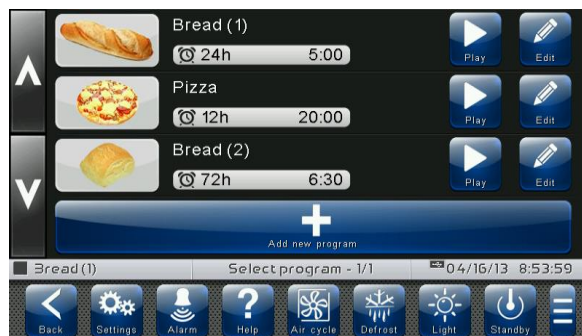 Bread (1)
24h 5:00
Play Edit
Pizza
12h 20:00
Play Edit
Bread (2)
72h 6:30
Play Edit
Add new program
Bread (1) Select program - 1/1 04/16/13 8:53:59
Back Settings Alarm Help Air cycle Defrost Light Standby